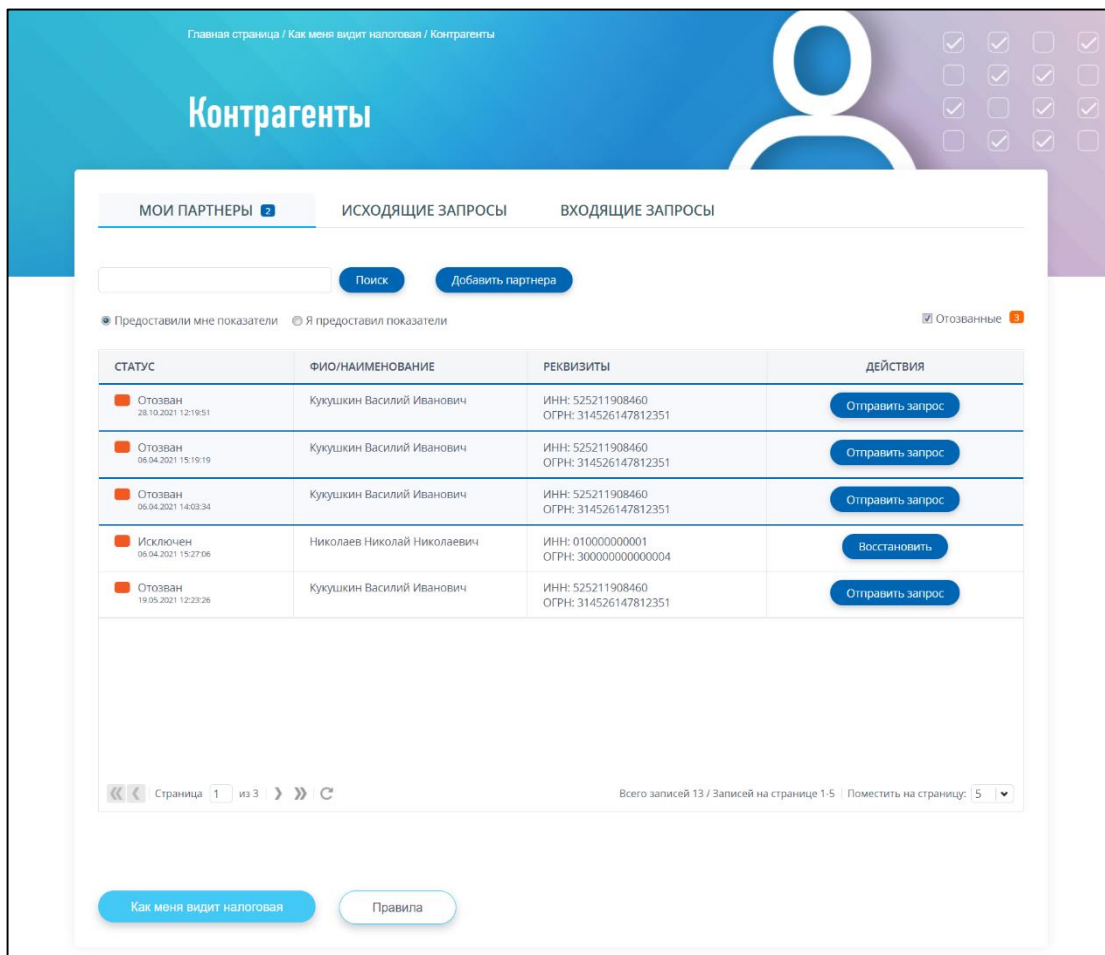 Главная страница / Как меня видит налоговая / Контрагенты
Контрагенты
МОИ ПАРТНЕРЫ 2 ИСХОДЯЩИЕ ЗАПРОСЫ ВХОДЯЩИЕ ЗАПРОСЫ
Поиск Добавить партнера
Предоставили мне показатели Я предоставил показатели Отозванные 3
СТАТУС ФИО/НАИМЕНОВАНИЕ РЕКВИЗИТЫ ДЕЙСТВИЯ
Отозван Кукушкин Василий Иванович ИНН: 525211908460 Отправить запрос
28.10.2021 12:19:51 ОГРН: 314526147812351
Отозван Кукушкин Василий Иванович ИНН: 525211908460 Отправить запрос
06.04.2021 15:19:19 ОГРН: 314526147812351
Отозван Кукушкин Василий Иванович ИНН: 525211908460 Отправить запрос
06.04.2021 14:03:34 ОГРН: 314526147812351
Исключен Николаев Николай Николаевич ИНН: 010000000001 Восстановить
06.04.2021 15:27:06 ОГРН: 300000000000004
Отозван Кукушкин Василий Иванович ИНН: 525211908460 Отправить запрос
19.05.2021 12:23:26 ОГРН: 314526147812351
Страница 1 из 3 Всего записей 13 / Записей на странице 1-5 Поместить на страницу: 5
Как меня видит налоговая Правила